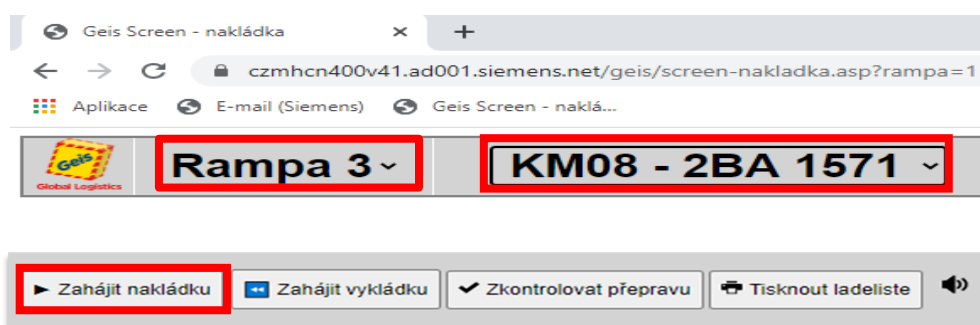 Geis Screen - nakládka
czmhcn400v41.ad001.siemens.net/geis/screen-nakladka.asp?rampa=1
Aplikace E-mail (Siemens) Geis Screen - naklá...
Geis
Global Logistics
Rampa 3 KM08 - 2BA 1571
Zahájit nakládku Zahájit vykládku Zkontrolovat přepravu Tisknout ladeliste